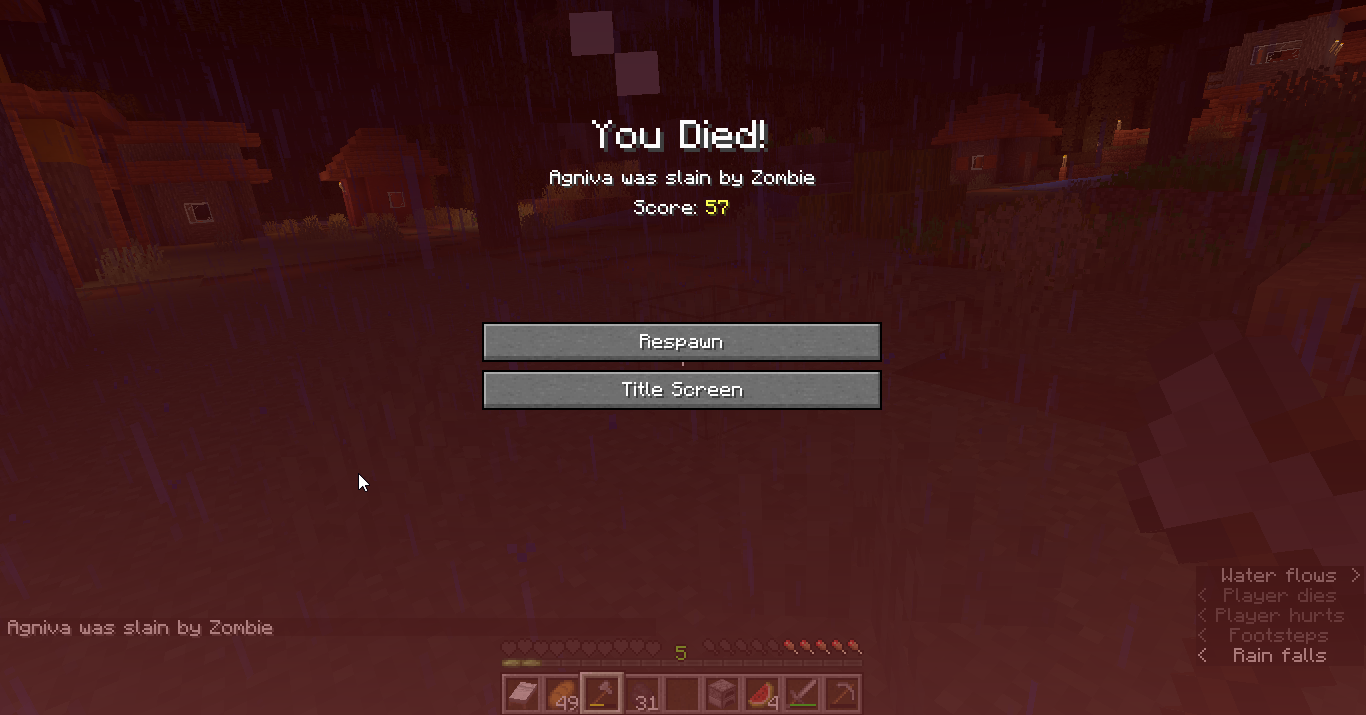 You Died!
Agniva was slain by Zombie
Score: 57
Respawn
Title Screen
Water flows >
< Player dies
< Player hurts
< Footsteps
< Rain falls
Agniva was slain by Zombie
5
49 31 4